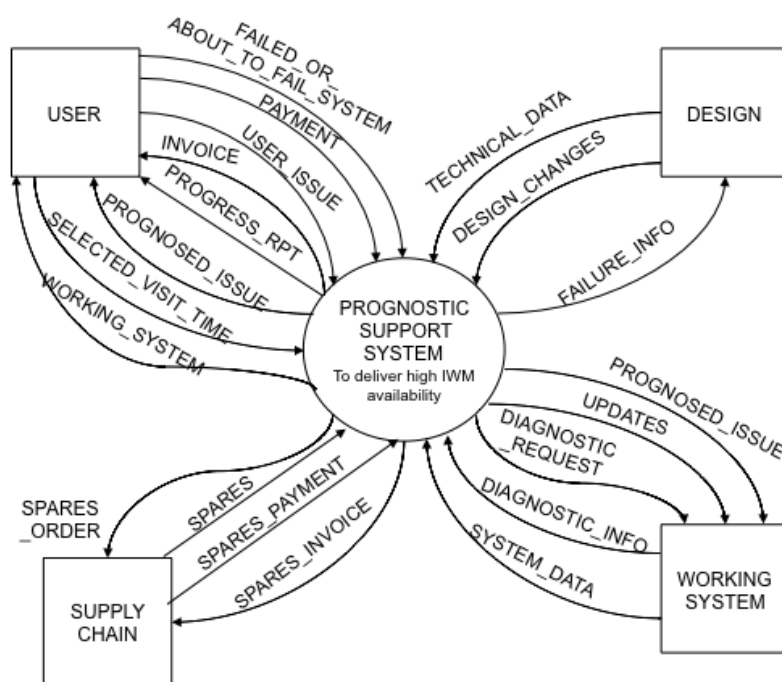 FAILED_OR_
ABOUT_TO_FAIL_SYSTEM
PAYMENT
USER_ISSUE
INVOICE
PROGRESS_RPT
PROGNOSED_ISSUE
SELECTED_VISIT_TIME
WORKING_SYSTEM
USER
DESIGN
TECHNICAL_DATA
DESIGN_CHANGES
FAILURE_INFO
PROGNOSTIC
SUPPORT
SYSTEM
To deliver high IWM
availability
PROGNOSED_ISSUE
UPDATES
DIAGNOSTIC
_REQUEST
DIAGNOSTIC_INFO
SYSTEM_DATA
SPARES
_ORDER
SPARES
SPARES_PAYMENT
SPARES_INVOICE
SUPPLY
CHAIN
WORKING
SYSTEM